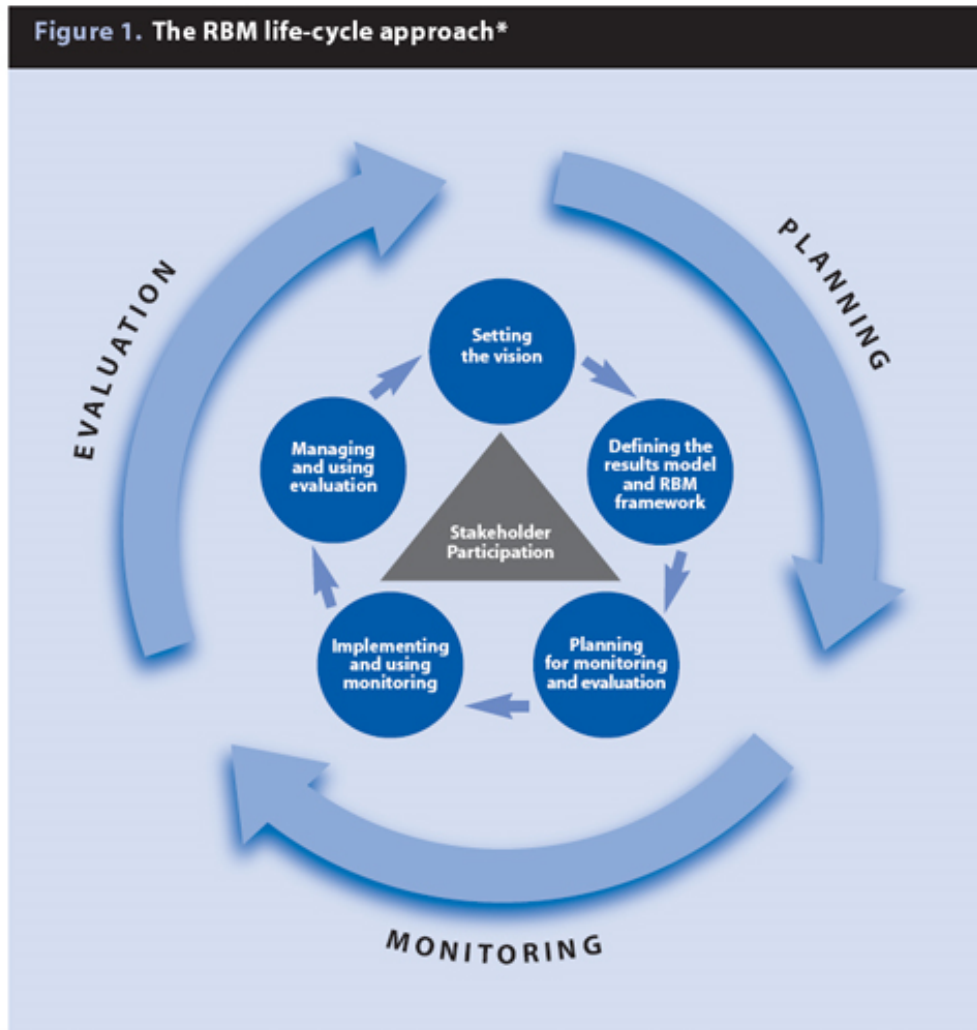 Figure 1. The RBM life-cycle approach*
EVALUATION
PLANNING
Setting
the vision
Defining the
results model
and RBM
framework
Managing
and using
evaluation
Stakeholder
Participation
Planning
for monitoring
and evaluation
Implementing
and using
monitoring
MONITORING